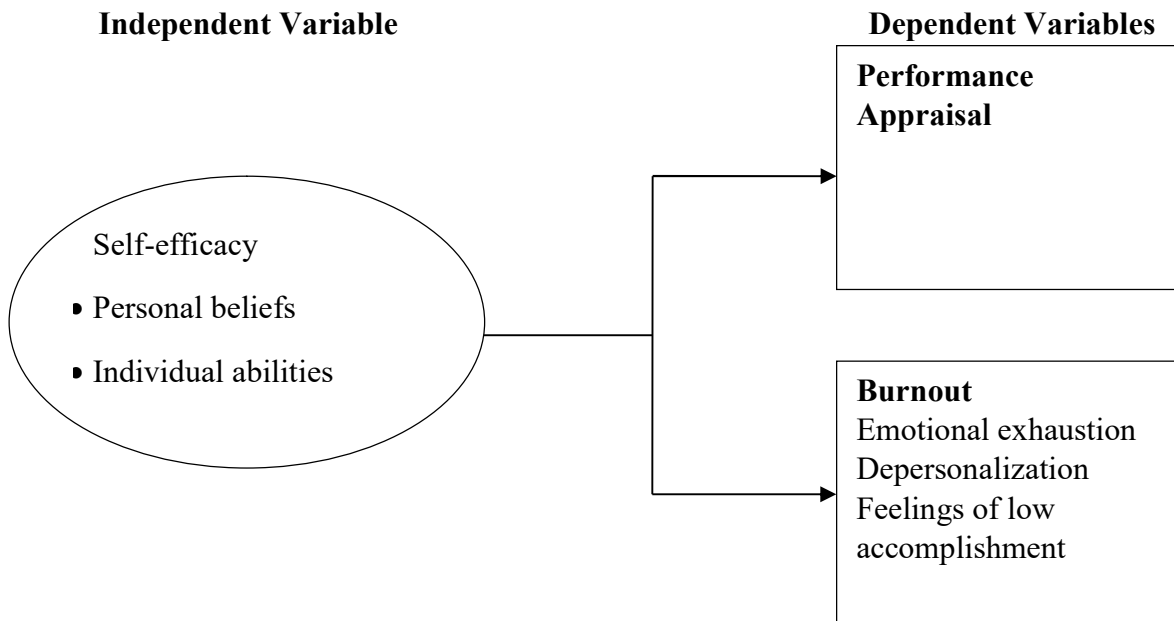 Independent Variable
Dependent Variables
Performance
Appraisal
Self-efficacy
• Personal beliefs
• Individual abilities
Burnout
Emotional exhaustion
Depersonalization
Feelings of low
accomplishment